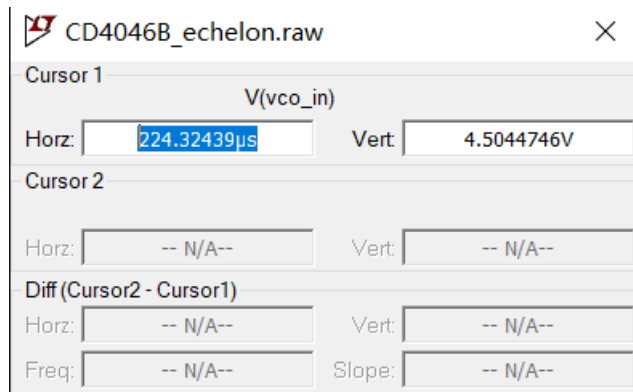 CD4046B_echelon.raw
Cursor 1
V(vco_in)
Horz: 224.32439µs Vert: 4.5044746V
Cursor 2
Horz: -- N/A-- Vert: -- N/A--
Diff (Cursor2 - Cursor1)
Horz: -- N/A-- Vert: -- N/A--
Freq: -- N/A-- Slope: -- N/A--